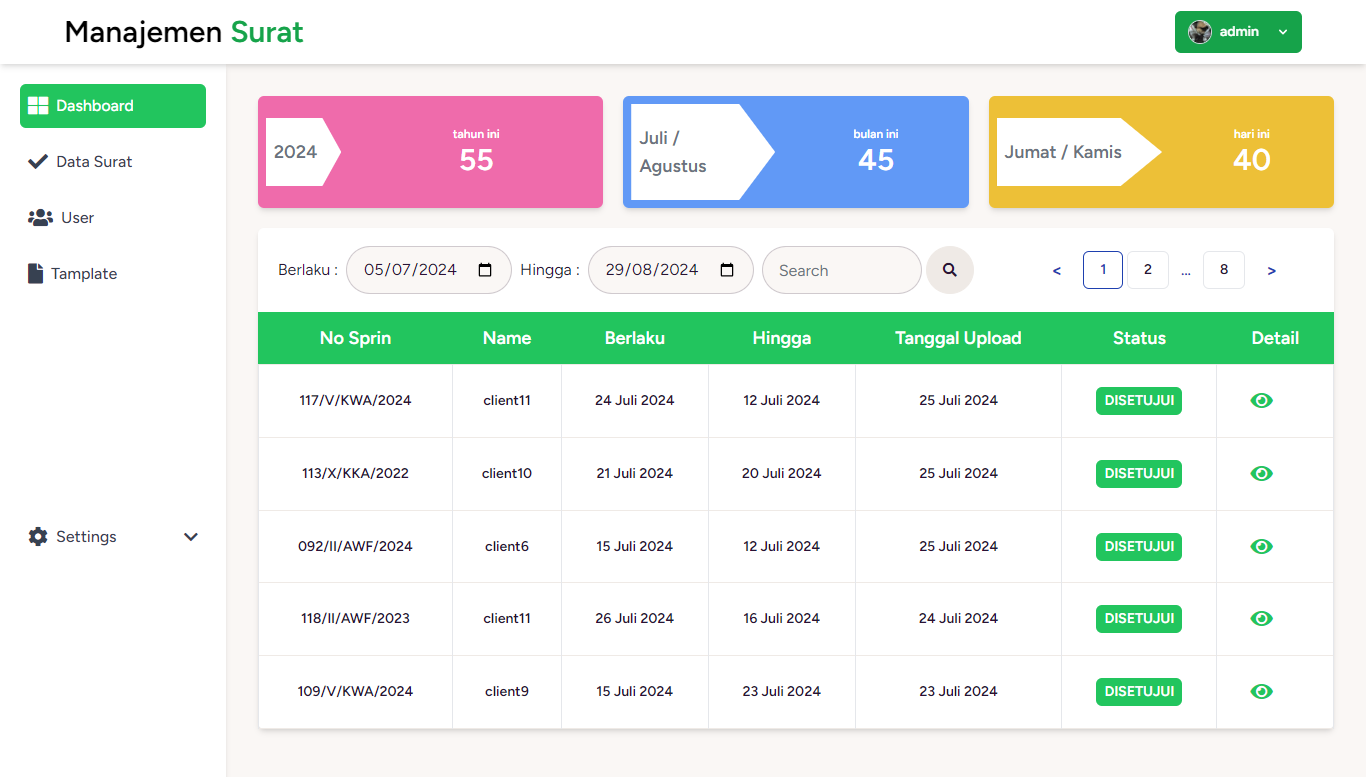 Manajemen Surat
admin
Dashboard
Data Surat
User
Tamplate
Settings
2024
tahun ini
55
Juli /
Agustus
bulan ini
45
Jumat / Kamis
hari ini
40
Berlaku : 05/07/2024 Hingga : 29/08/2024 Search < 1 2 ... 8 >
No Sprin Name Berlaku Hingga Tanggal Upload Status Detail
117/V/KWA/2024 client11 24 Juli 2024 12 Juli 2024 25 Juli 2024 DISETUJUI
113/X/KKA/2022 client10 21 Juli 2024 20 Juli 2024 25 Juli 2024 DISETUJUI
092/II/AWF/2024 client6 15 Juli 2024 12 Juli 2024 25 Juli 2024 DISETUJUI
118/II/AWF/2023 client11 26 Juli 2024 16 Juli 2024 24 Juli 2024 DISETUJUI
109/V/KWA/2024 client9 15 Juli 2024 23 Juli 2024 23 Juli 2024 DISETUJUI